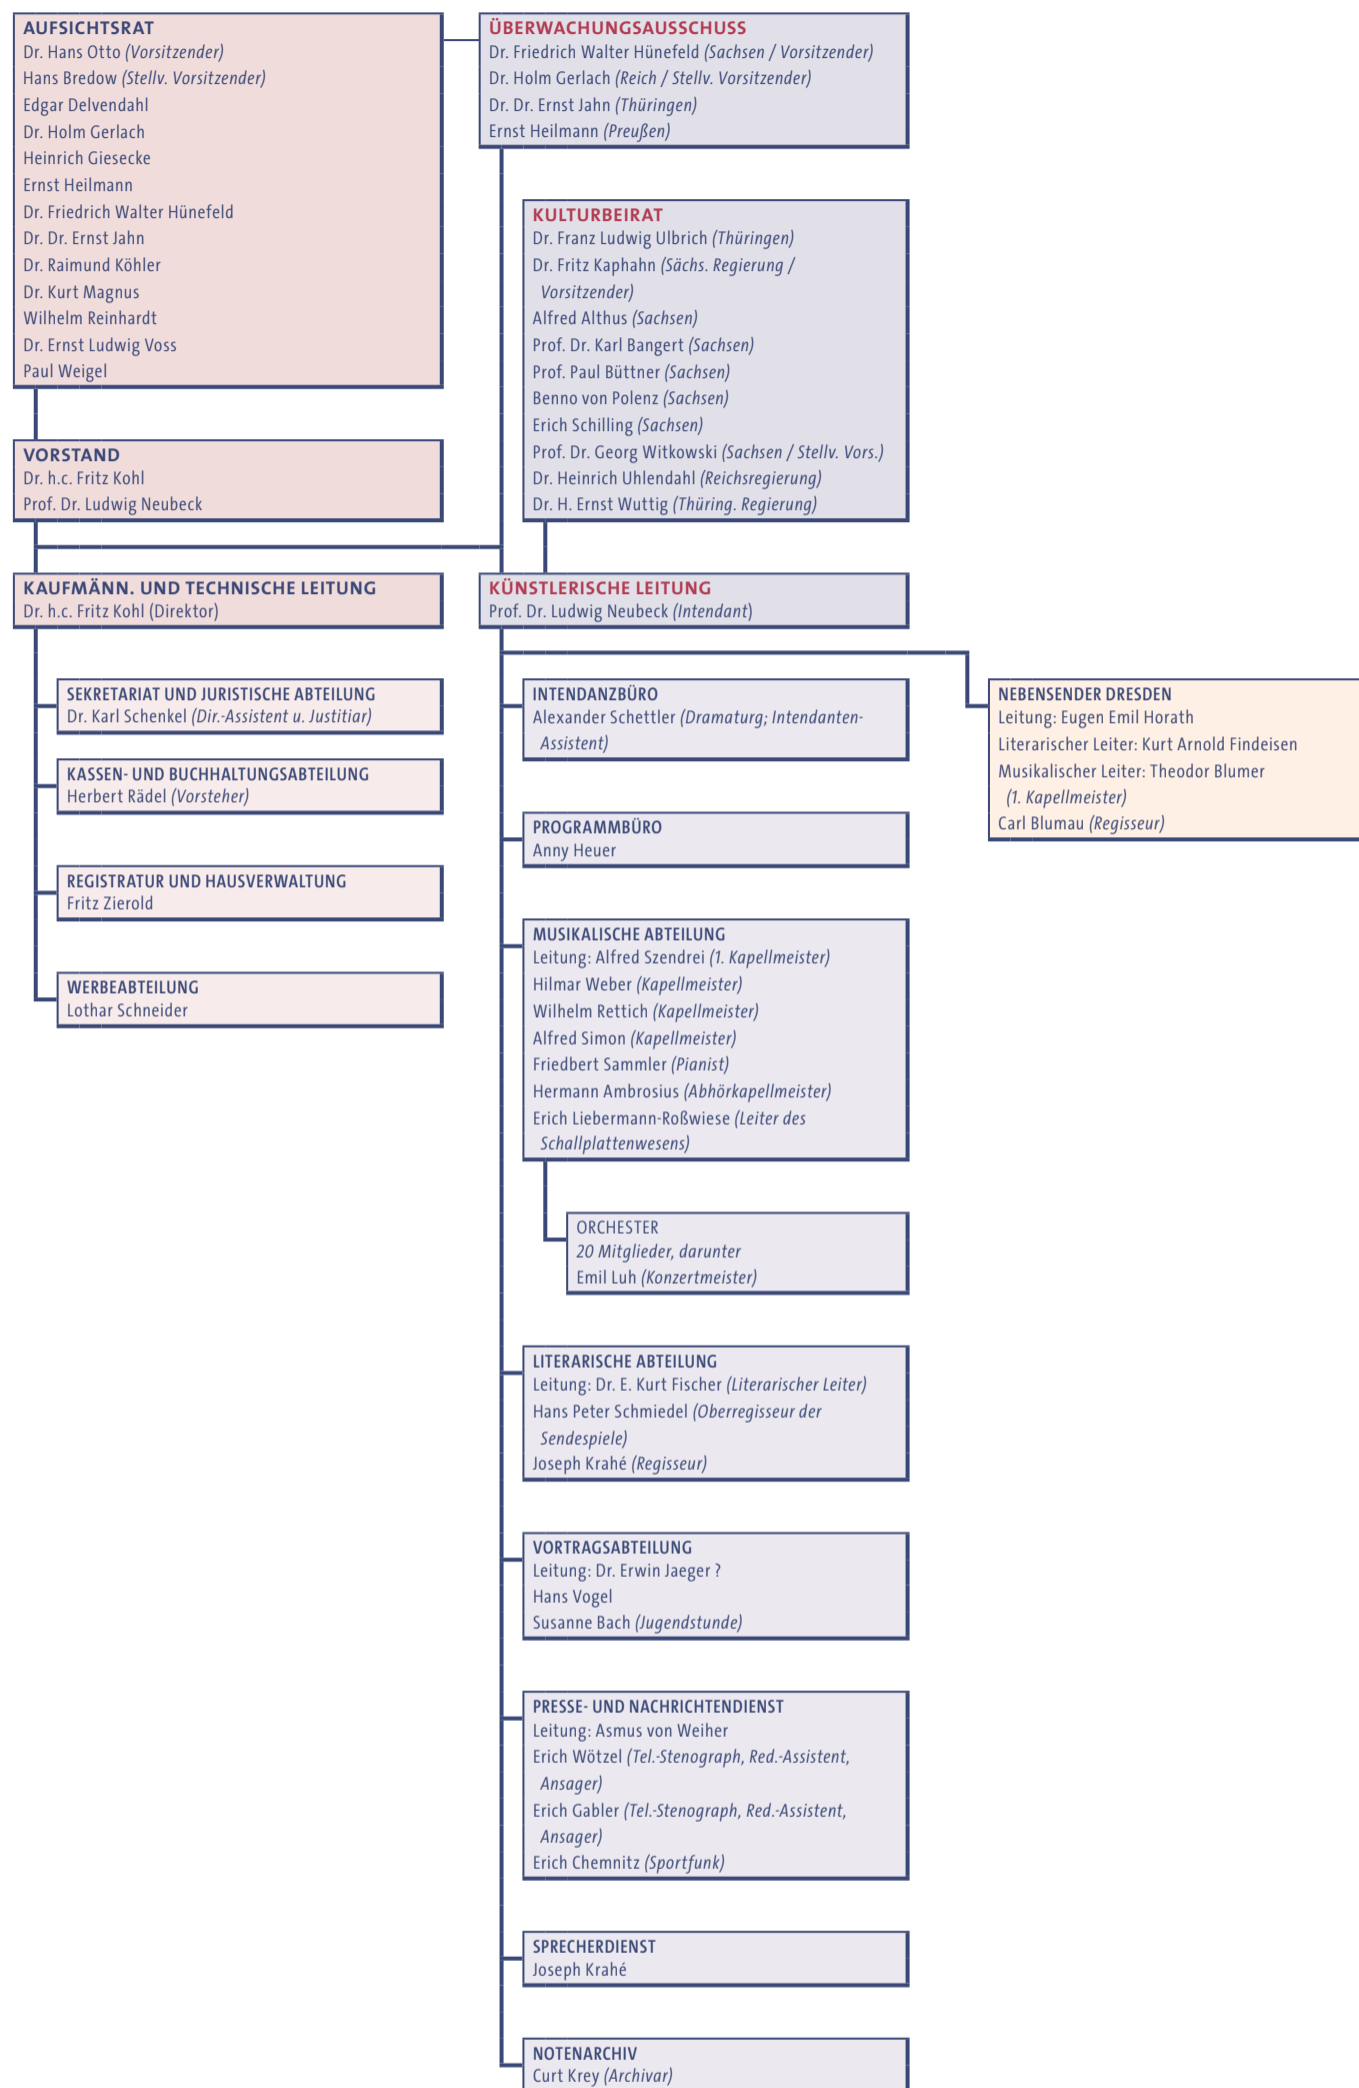 AUFSICHTSRAT
Dr. Hans Otto (Vorsitzender)
Hans Bredow (Stellv. Vorsitzender)
Edgar Delvendahl
Dr. Holm Gerlach
Heinrich Giesecke
Ernst Heilmann
Dr. Friedrich Walter Hünefeld
Dr. Dr. Ernst Jahn
Dr. Raimund Köhler
Dr. Kurt Magnus
Wilhelm Reinhardt
Dr. Ernst Ludwig Voss
Paul Weigel
ÜBERWACHUNGSAUSSCHUSS
Dr. Friedrich Walter Hünefeld (Sachsen / Vorsitzender)
Dr. Holm Gerlach (Reich / Stellv. Vorsitzender)
Dr. Dr. Ernst Jahn (Thüringen)
Ernst Heilmann (Preußen)
KULTURBEIRAT
Dr. Franz Ludwig Ulbrich (Thüringen)
Dr. Fritz Kaphahn (Sächs. Regierung /
Vorsitzender)
Alfred Althus (Sachsen)
Prof. Dr. Karl Bangert (Sachsen)
Prof. Paul Büttner (Sachsen)
Benno von Polenz (Sachsen)
Erich Schilling (Sachsen)
Prof. Dr. Georg Witkowski (Sachsen / Stellv. Vors.)
Dr. Heinrich Uhlendahl (Reichsregierung)
Dr. H. Ernst Wuttig (Thüring. Regierung)
VORSTAND
Dr. h.c. Fritz Kohl
Prof. Dr. Ludwig Neubeck
KAUFMÄNN. UND TECHNISCHE LEITUNG
Dr. h.c. Fritz Kohl (Direktor)
SEKRETARIAT UND JURISTISCHE ABTEILUNG
Dr. Karl Schenkel (Dir.-Assistent u. Justitiar)
KASSEN- UND BUCHHALTUNGSABTEILUNG
Herbert Rädel (Vorsteher)
REGISTRATUR UND HAUSVERWALTUNG
Fritz Zierold
WERBEABTEILUNG
Lothar Schneider
KÜNSTLERISCHE LEITUNG
Prof. Dr. Ludwig Neubeck (Intendant)
INTENDANZBÜRO
Alexander Schettler (Dramaturg; Intendanten-
Assistent)
PROGRAMMBÜRO
Anny Heuer
MUSIKALISCHE ABTEILUNG
Leitung: Alfred Szendrei (1. Kapellmeister)
Hilmar Weber (Kapellmeister)
Wilhelm Rettich (Kapellmeister)
Alfred Simon (Kapellmeister)
Friedbert Sammler (Pianist)
Hermann Ambrosius (Abhörkapellmeister)
Erich Liebermann-Roßwiese (Leiter des
Schallplattenwesens)
ORCHESTER
20 Mitglieder, darunter
Emil Luh (Konzertmeister)
LITERARISCHE ABTEILUNG
Leitung: Dr. E. Kurt Fischer (Literarischer Leiter)
Hans Peter Schmiedel (Oberregisseur der
Sendespiele)
Joseph Krahé (Regisseur)
VORTRAGSABTEILUNG
Leitung: Dr. Erwin Jaeger ?
Hans Vogel
Susanne Bach (Jugendstunde)
PRESSE- UND NACHRICHTENDIENST
Leitung: Asmus von Weiher
Erich Wötzel (Tel.-Stenograph, Red.-Assistent,
Ansager)
Erich Gabler (Tel.-Stenograph, Red.-Assistent,
Ansager)
Erich Chemnitz (Sportfunk)
SPRECHERDIENST
Joseph Krahé
NOTENARCHIV
Curt Krey (Archivar)
NEBENSENDER DRESDEN
Leitung: Eugen Emil Horath
Literarischer Leiter: Kurt Arnold Findeisen
Musikalischer Leiter: Theodor Blumer
(1. Kapellmeister)
Carl Blumau (Regisseur)